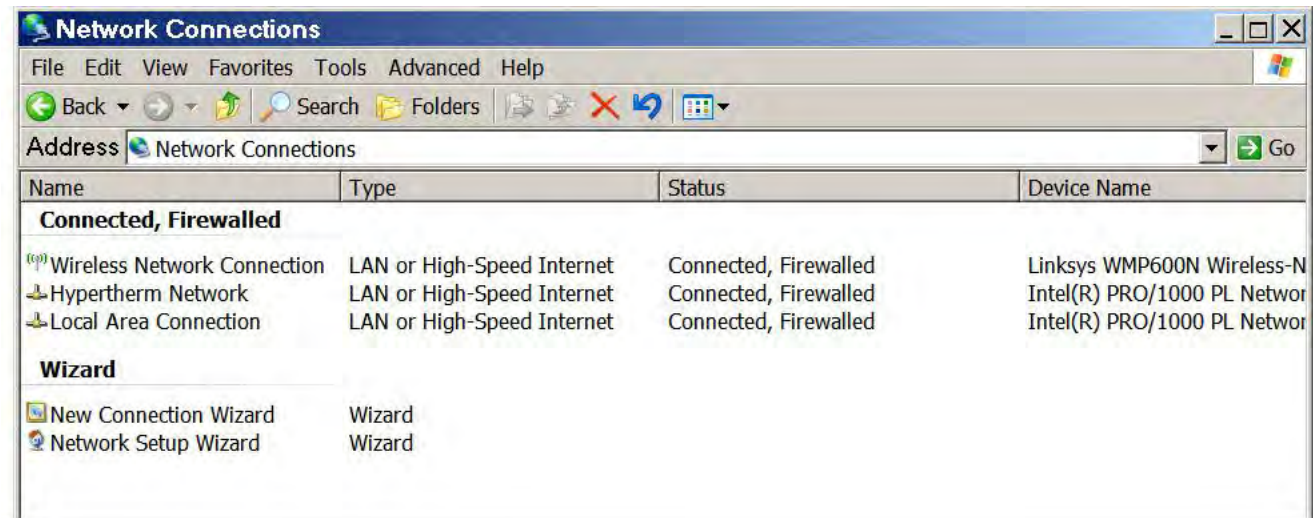 Network Connections
File Edit View Favorites Tools Advanced Help
Back Search Folders
Address Network Connections Go
Name Type Status Device Name
Connected, Firewalled
Wireless Network Connection LAN or High-Speed Internet Connected, Firewalled Linksys WMP600N Wireless-N
Hypertherm Network LAN or High-Speed Internet Connected, Firewalled Intel(R) PRO/1000 PL Networ
Local Area Connection LAN or High-Speed Internet Connected, Firewalled Intel(R) PRO/1000 PL Networ
Wizard
New Connection Wizard Wizard
Network Setup Wizard Wizard